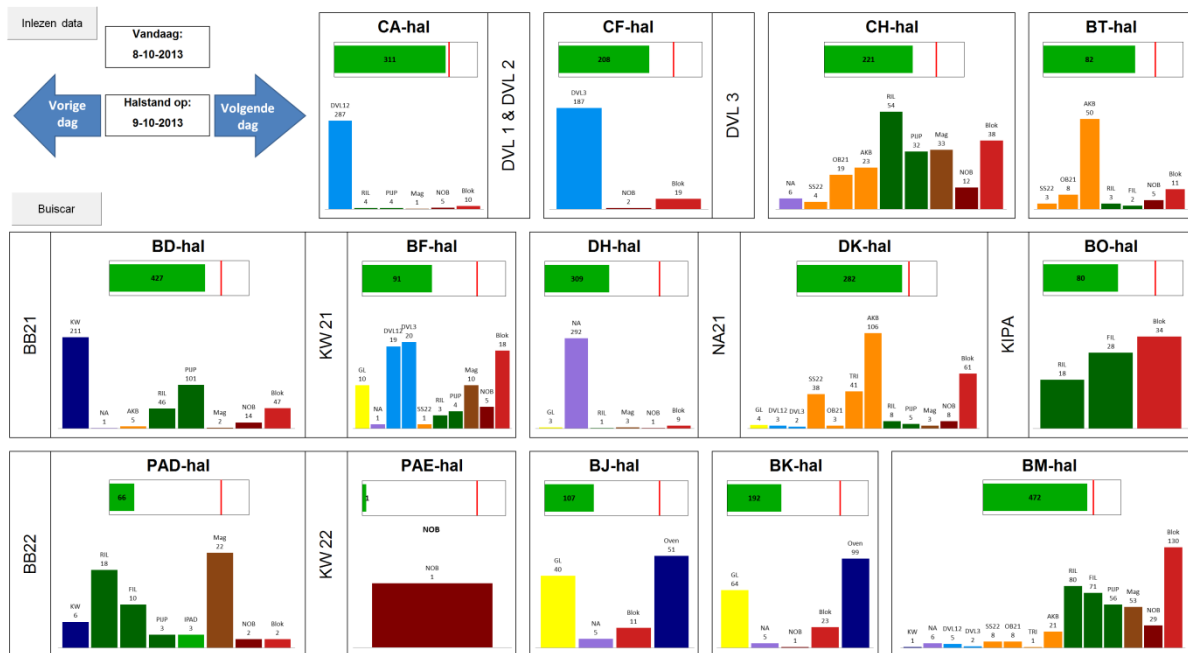 Inlezen data
Vandaag:
8-10-2013
Vorige
dag
Halstand op:
9-10-2013
Volgende
dag
Buiscar
CA-hal
311
DVL12
287
RIL
4
PIJP
4
Mag
1
NOB
5
Blok
10
DVL 1 & DVL 2
CF-hal
208
DVL3
187
NOB
2
Blok
19
DVL 3
CH-hal
221
NA
6
SS22
4
OB21
19
AKB
23
RIL
54
PIJP
32
Mag
33
NOB
12
Blok
38
BT-hal
82
SS22
3
OB21
8
AKB
50
RIL
3
FIL
2
NOB
5
Blok
11
BB21
BD-hal
427
KW
211
NA
1
AKB
5
RIL
46
PIJP
101
Mag
2
NOB
14
Blok
47
KW 21
BF-hal
91
GL
10
NA
1
DVL12
19
DVL3
20
SS22
1
RIL
3
PIJP
4
Mag
10
NOB
5
Blok
18
DH-hal
309
GL
3
NA
292
RIL
1
Mag
3
NOB
1
Blok
9
NA21
DK-hal
282
GL
4
DVL12
3
DVL3
2
SS22
38
OB21
3
TRI
41
AKB
106
RIL
8
PIJP
5
Mag
3
NOB
8
Blok
61
KIPA
BO-hal
80
RIL
18
FIL
28
Blok
34
BB22
PAD-hal
66
KW
6
RIL
18
FIL
10
PIJP
3
IPAD
3
Mag
22
NOB
2
Blok
2
KW 22
PAE-hal
1
NOB
NOB
1
BJ-hal
107
GL
40
NA
5
Blok
11
Oven
51
BK-hal
192
GL
64
NA
5
NOB
1
Blok
23
Oven
99
BM-hal
472
KW
1
NA
6
DVL12
5
DVL3
2
SS22
8
OB21
8
TRI
1
AKB
21
RIL
80
FIL
71
PIJP
56
Mag
53
NOB
29
Blok
130